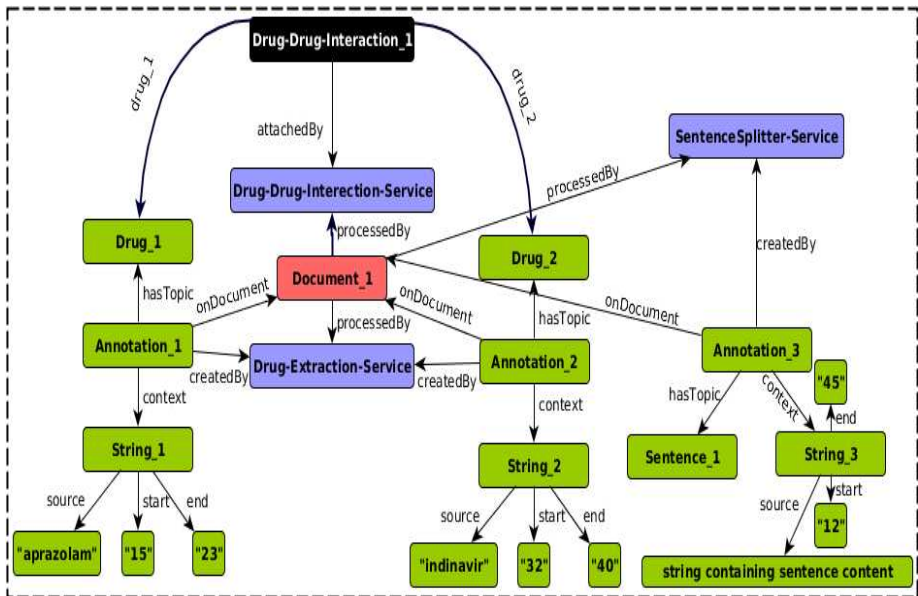 Drug-Drug-Interaction_1
drug_1
drug_2
attachedBy
SentenceSplitter-Service
processedBy
Drug-Drug-Interection-Service
Drug_1
processedBy
Drug_2
createdBy
Document_1
hasTopic
onDocument
onDocument
onDocument
hasTopic
processedBy
Annotation_1
Drug-Extraction-Service
Annotation_2
Annotation_3
createdBy
createdBy
"45"
hasTopic
context
context
context
end
String_1
String_2
Sentence_1
String_3
source
start
end
source
start
end
source
start
"aprazolam"
"15"
"23"
"indinavir"
"32"
"40"
"12"
string containing sentence content